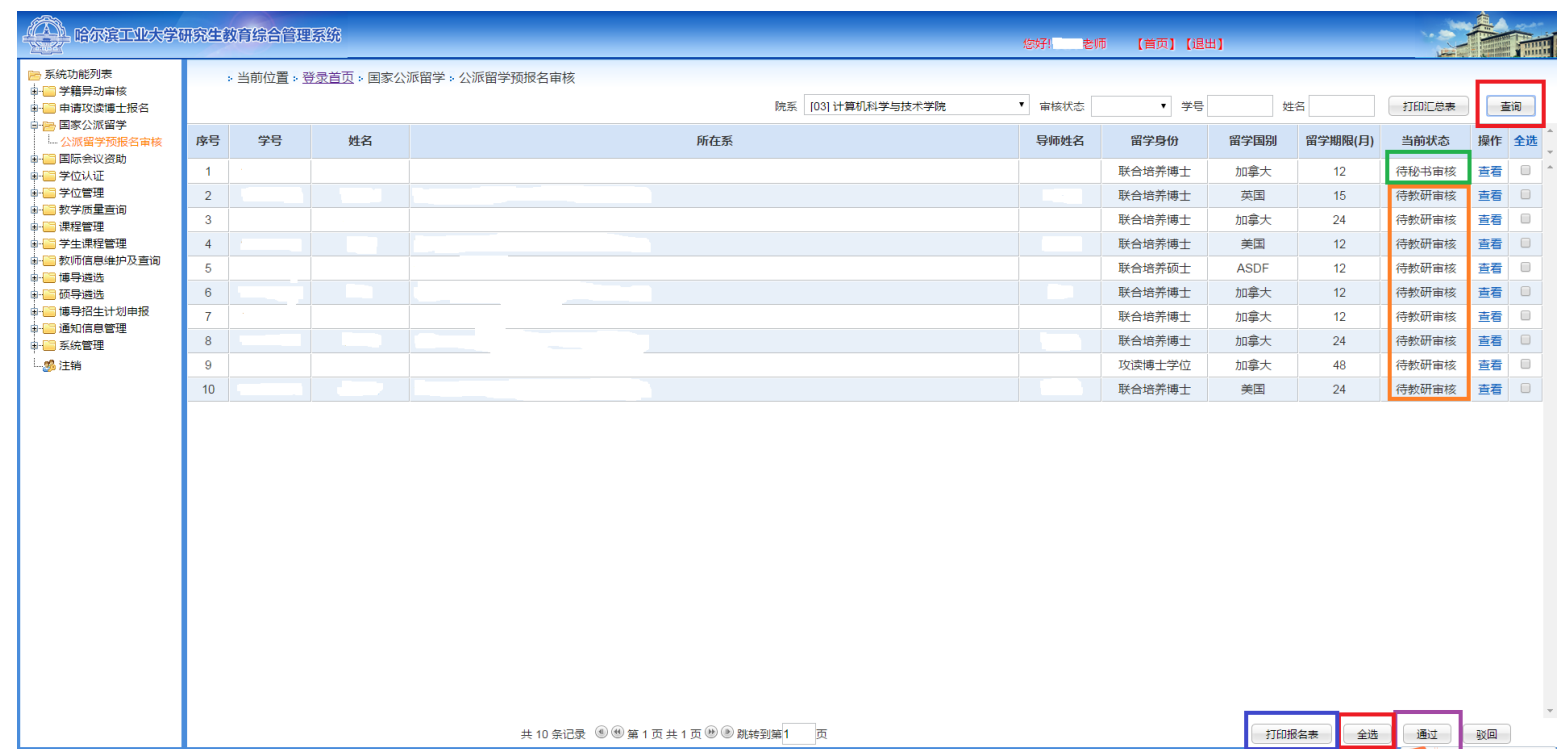 哈尔滨工业大学研究生教育综合管理系统
您好! 老师 【首页】【退出】
系统功能列表
学籍异动审核
申请攻读博士报名
国家公派留学
公派留学预报名审核
国际会议资助
学位认证
学位管理
教学质量查询
课程管理
学生课程管理
教师信息维护及查询
博导遴选
硕导遴选
博导招生计划申报
通知信息管理
系统管理
注销
当前位置 登录首页 国家公派留学 公派留学预报名审核
院系 [03] 计算机科学与技术学院 审核状态 学号 姓名 打印汇总表 查询
序号 学号 姓名 所在系 导师姓名 留学身份 留学国别 留学期限(月) 当前状态 操作 全选
1 联合培养博士 加拿大 12 待秘书审核 查看
2 联合培养博士 英国 15 待教研审核 查看
3 联合培养博士 加拿大 24 待教研审核 查看
4 联合培养博士 美国 12 待教研审核 查看
5 联合培养硕士 ASDF 12 待教研审核 查看
6 联合培养博士 加拿大 12 待教研审核 查看
7 联合培养博士 加拿大 12 待教研审核 查看
8 联合培养博士 加拿大 24 待教研审核 查看
9 攻读博士学位 加拿大 48 待教研审核 查看
10 联合培养博士 美国 24 待教研审核 查看
共 10 条记录 第 1 页 共 1 页 跳转到第 1 页
打印报名表 全选 通过 驳回